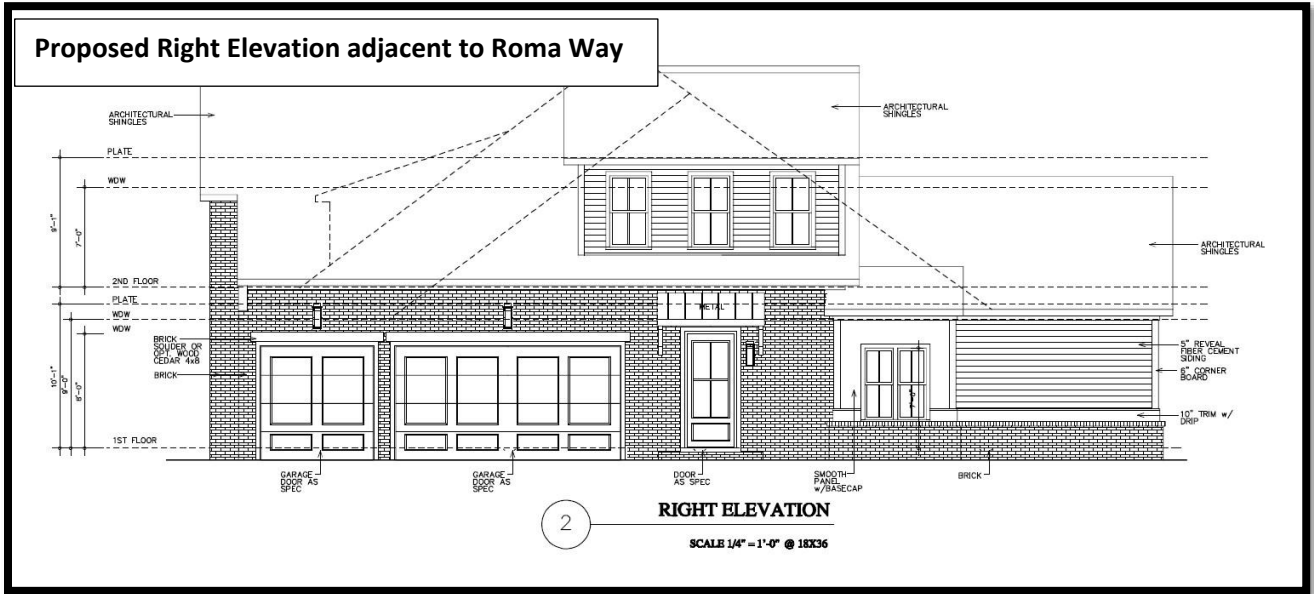 Proposed Right Elevation adjacent to Roma Way
ARCHITECTURAL
SHINGLES
ARCHITECTURAL
SHINGLES
PLATE
WDW
9'-1"
7'-0"
ARCHITECTURAL
SHINGLES
2ND FLOOR
PLATE
WDW
WDW
METAL
BRICK
SOLIDER OR
OPT. WOOD
CEDAR 4x8
BRICK
10'-1"
9'-0"
8'-0"
5" REVEAL
FIBER CEMENT
SIDING
6" CORNER
BOARD
10" TRIM w/
DRIP
1ST FLOOR
GARAGE
DOOR AS
SPEC
GARAGE
DOOR AS
SPEC
DOOR
AS SPEC
SMOOTH
PANEL
w/BASECAP
BRICK
2
RIGHT ELEVATION
SCALE 1/4" = 1'-0" @ 18X36